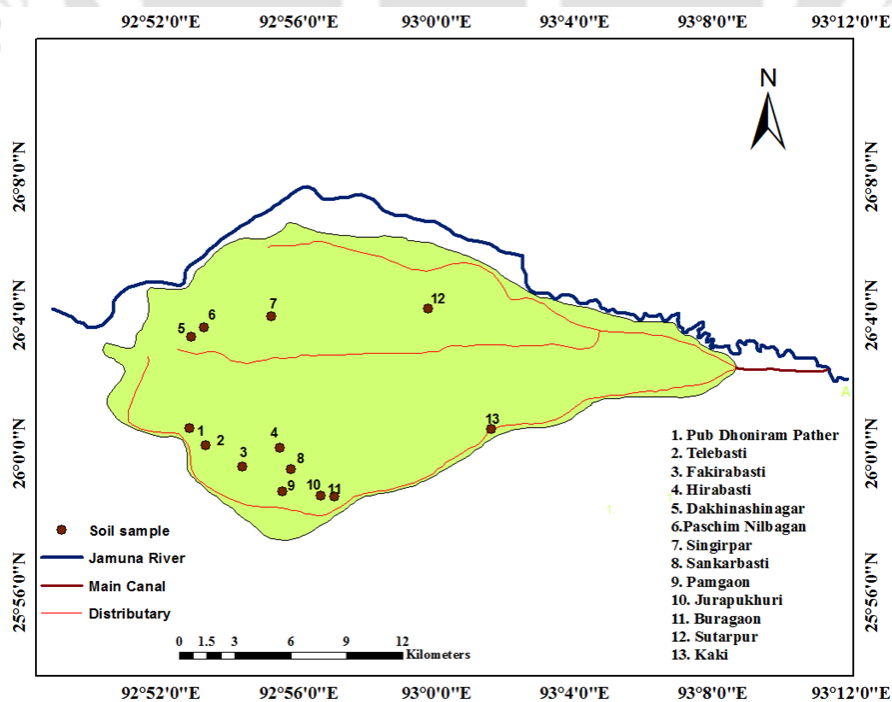 92°52'0"E 92°56'0"E 93°0'0"E 93°4'0"E 93°8'0"E 93°12'0"E
N
26°8'0"N 26°8'0"N
26°4'0"N 26°4'0"N
26°0'0"N 26°0'0"N
25°56'0"N 25°56'0"N
12
7
6
5
13
1
4
2
3
8
9
10
11
A
1.
1. Pub Dhoniram Pather
2. Telebasti
3. Fakirabasti
4. Hirabasti
5. Dakhinashinagar
6.Paschim Nilbagan
7. Singirpar
8. Sankarbasti
9. Pamgaon
10. Jurapukhuri
11. Buragaon
12. Sutarpur
13. Kaki
Soil sample
Jamuna River
Main Canal
Distributary
0 1.5 3 6 9 12
Kilometers
92°52'0"E 92°56'0"E 93°0'0"E 93°4'0"E 93°8'0"E 93°12'0"E